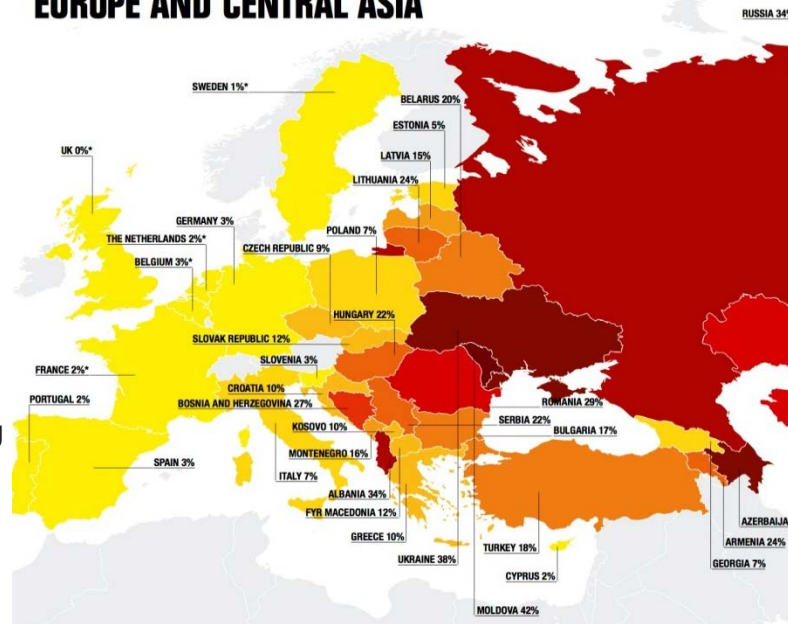 EUROPE AND CENTRAL ASIA
RUSSIA 34%
SWEDEN 1%*
BELARUS 20%
ESTONIA 5%
UK 0%*
LATVIA 15%
LITHUANIA 24%
GERMANY 3%
POLAND 7%
THE NETHERLANDS 2%*
CZECH REPUBLIC 9%
BELGIUM 3%*
HUNGARY 22%
SLOVAK REPUBLIC 12%
SLOVENIA 3%
FRANCE 2%*
CROATIA 10%
PORTUGAL 2%
BOSNIA AND HERZEGOVINA 27%
ROMANIA 29%
SERBIA 22%
KOSOVO 10%
BULGARIA 17%
MONTENEGRO 16%
SPAIN 3%
ITALY 7%
ALBANIA 34%
FYR MACEDONIA 12%
AZERBAIJA
GREECE 10%
ARMENIA 24%
TURKEY 18%
UKRAINE 38%
GEORGIA 7%
CYPRUS 2%
MOLDOVA 42%